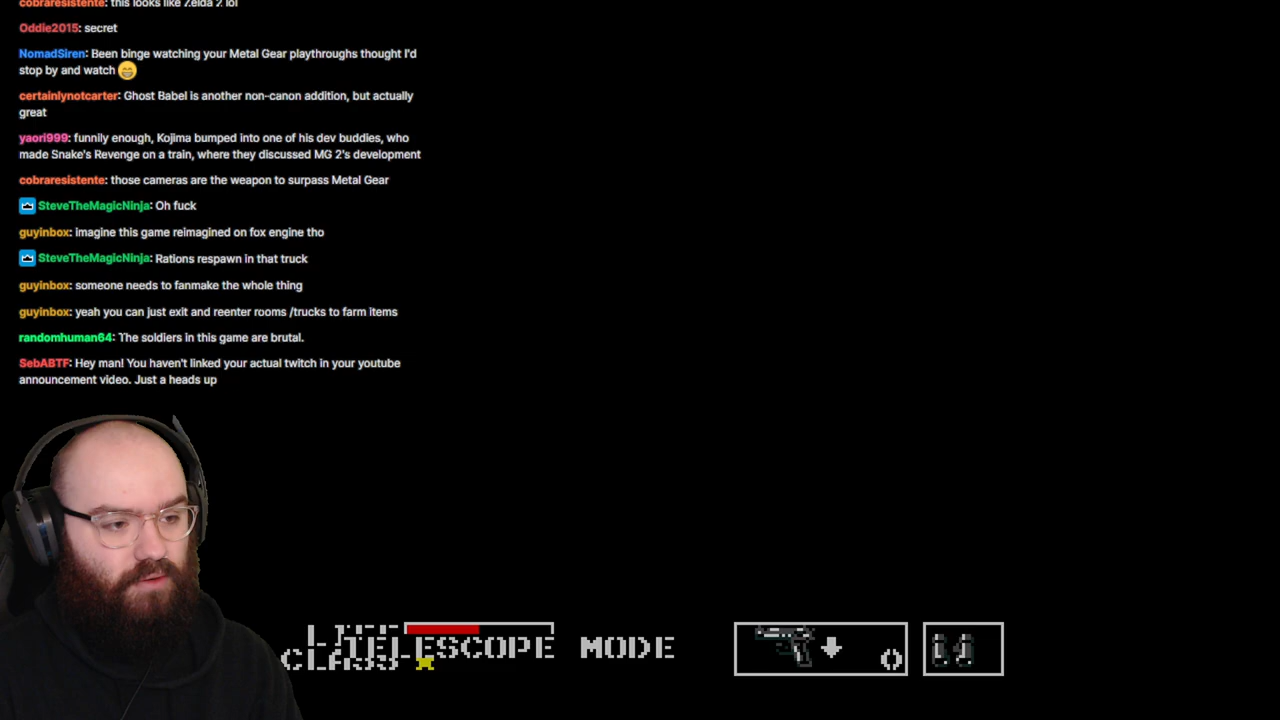 cobraresistente: this looks like Zelda 2 lol
Oddie2015: secret
NomadSiren: Been binge watching your Metal Gear playthroughs thought I'd
stop by and watch
certainlynotcarter: Ghost Babel is another non-canon addition, but actually
great
yaori999: funnily enough, Kojima bumped into one of his dev buddies, who
made Snake's Revenge on a train, where they discussed MG 2's development
cobraresistente: those cameras are the weapon to surpass Metal Gear
SteveTheMagicNinja: Oh fuck
guyinbox: imagine this game reimagined on fox engine tho
SteveTheMagicNinja: Rations respawn in that truck
guyinbox: someone needs to fanmake the whole thing
guyinbox: yeah you can just exit and reenter rooms /trucks to farm items
randomhuman64: The soldiers in this game are brutal.
SebABTF: Hey man! You haven't linked your actual twitch in your youtube
announcement video. Just a heads up
TELESCOPE MODE
0